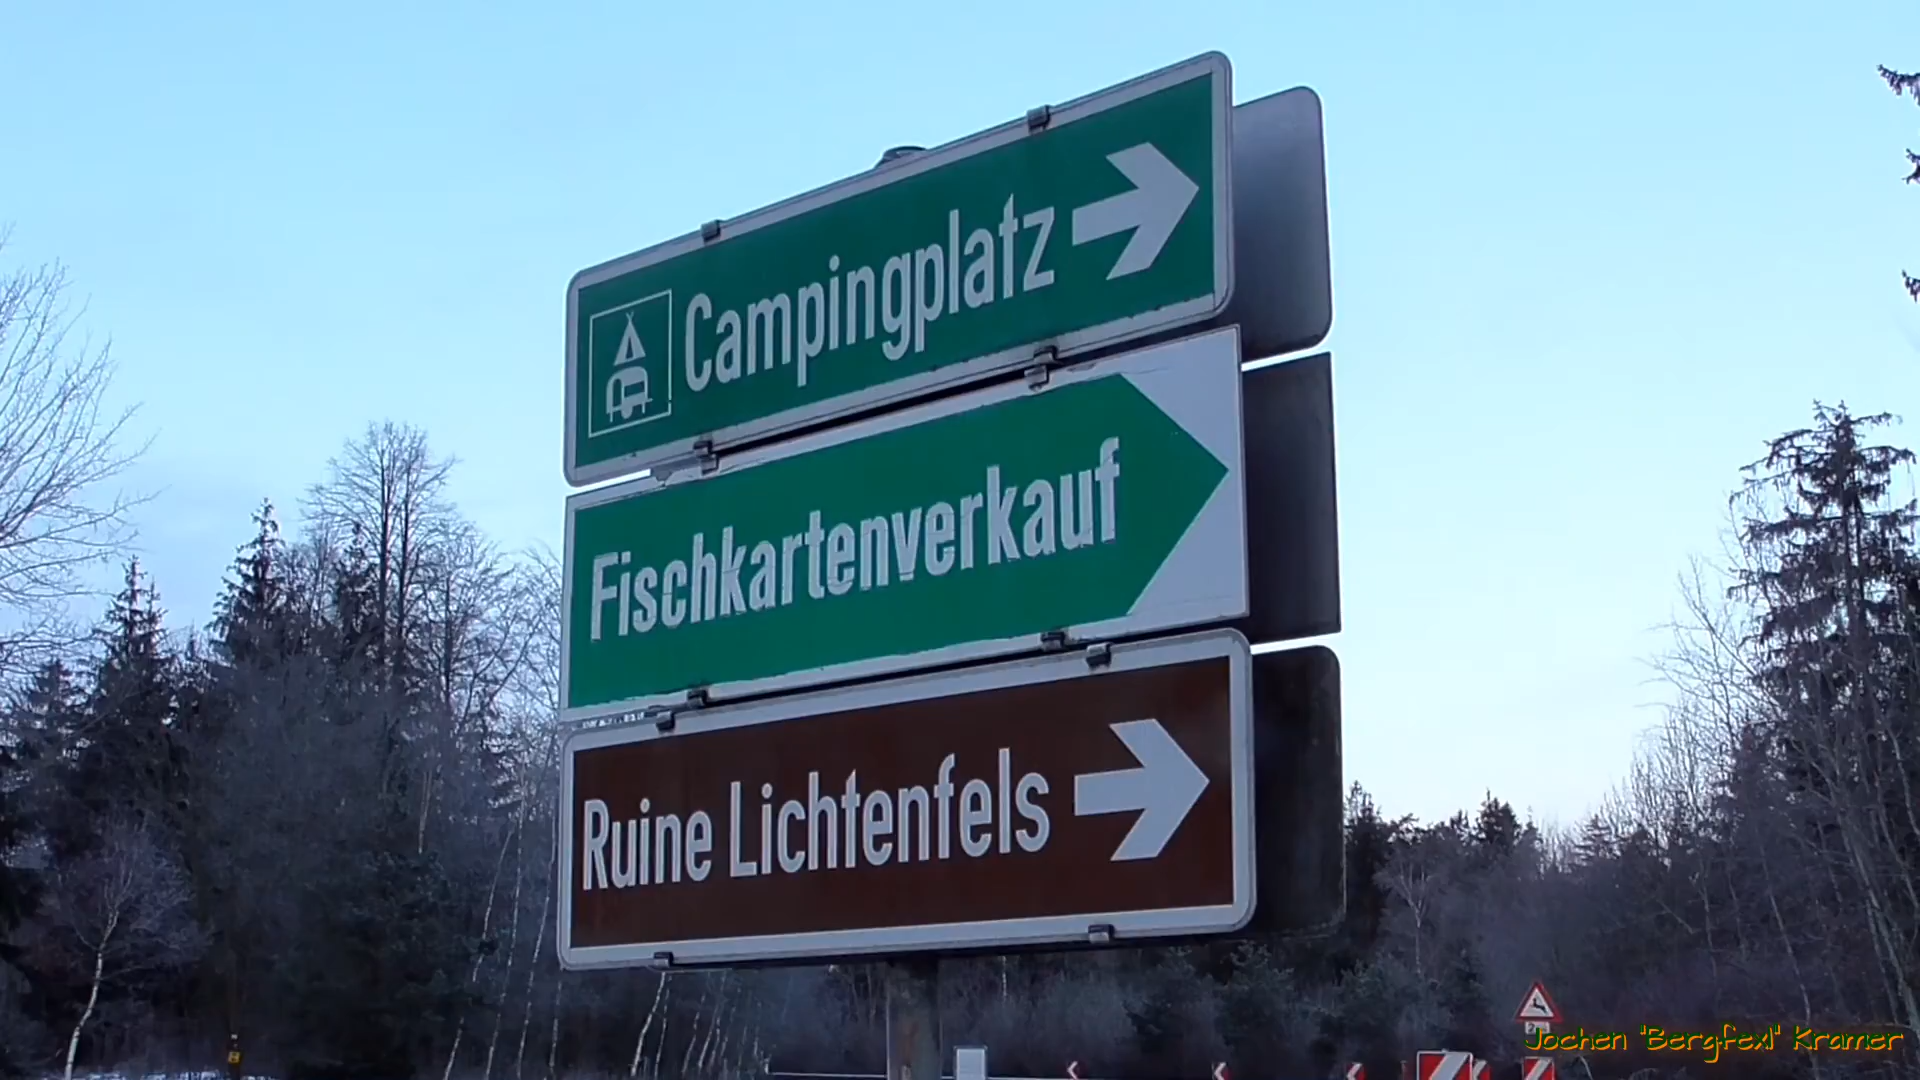 Campingplatz
Fischkartenverkauf
Ruine Lichtenfels
Jochen 'Bergfexl' Kramer